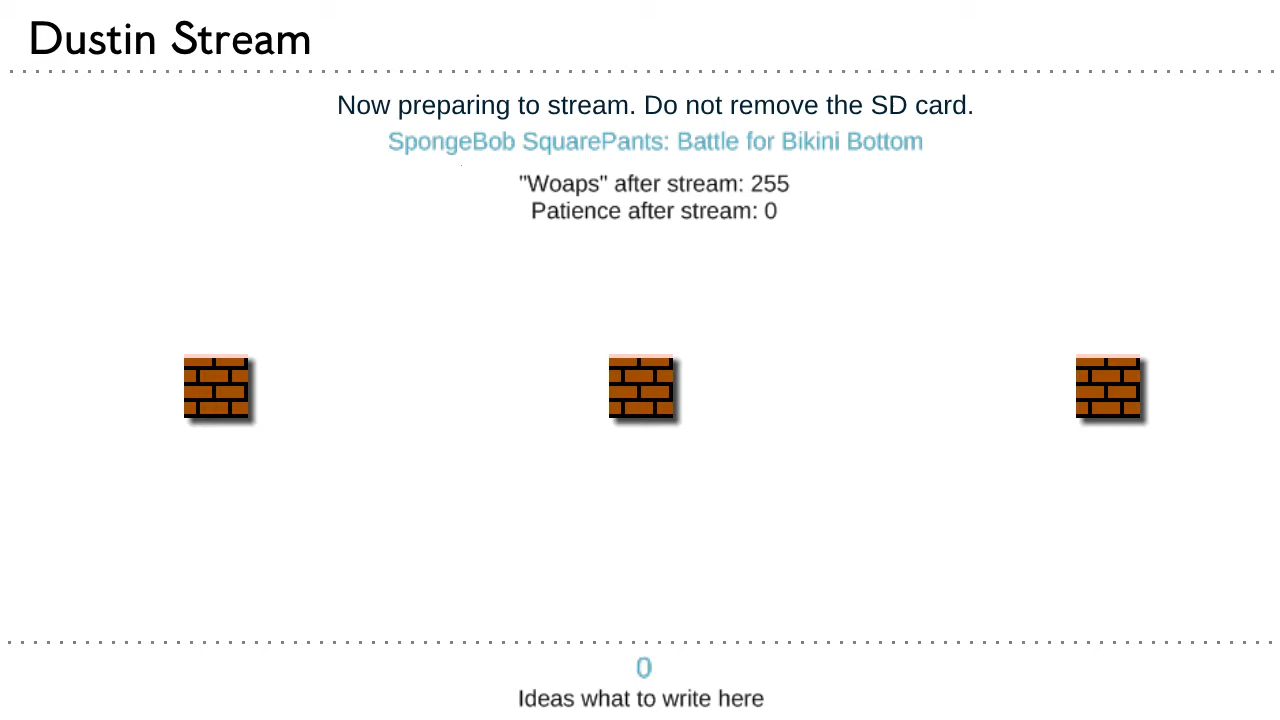 Dustin Stream
Now preparing to stream. Do not remove the SD card.
SpongeBob SquarePants: Battle for Bikini Bottom
"Woaps" after stream: 255
Patience after stream: 0
0
Ideas what to write here